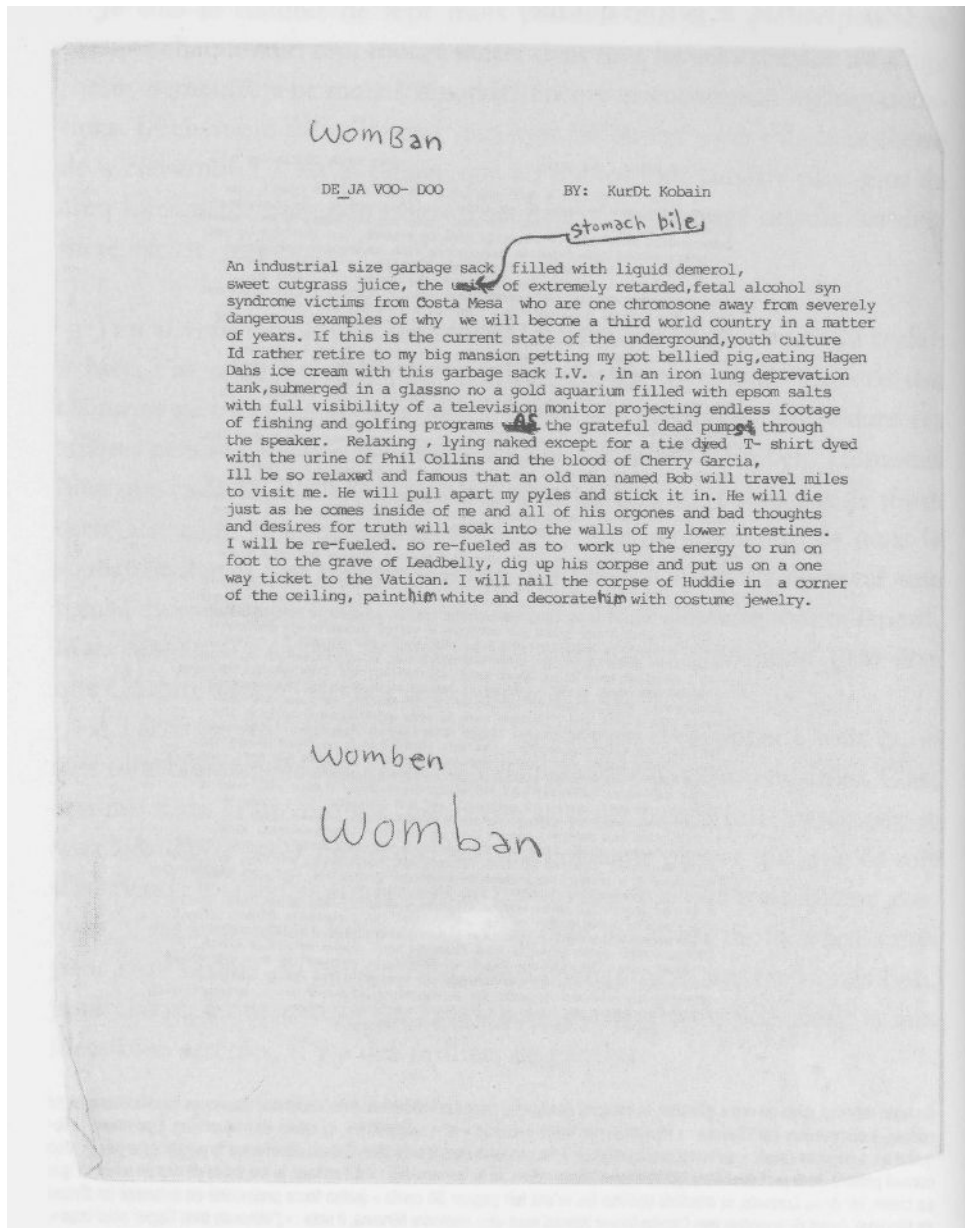 WomBan
DE_JA VOO- DOO BY: KurDt Kobain
stomach bile
An industrial size garbage sack filled with liquid demerol,
sweet cutgrass juice, the of extremely retarded,fetal alcohol syn
syndrome victims from Costa Mesa who are one chromosone away from severely
dangerous examples of why we will become a third world country in a matter
of years. If this is the current state of the underground,youth culture
Id rather retire to my big mansion petting my pot bellied pig,eating Hagen
Dahs ice cream with this garbage sack I.V. , in an iron lung deprevation
tank,submerged in a glassno no a gold aquarium filled with epsom salts
with full visibility of a television monitor projecting endless footage
of fishing and golfing programs AS the grateful dead pumped through
the speaker. Relaxing , lying naked except for a tie dyed T- shirt dyed
with the urine of Phil Collins and the blood of Cherry Garcia,
Ill be so relaxed and famous that an old man named Bob will travel miles
to visit me. He will pull apart my pyles and stick it in. He will die
just as he comes inside of me and all of his orgones and bad thoughts
and desires for truth will soak into the walls of my lower intestines.
I will be re-fueled. so re-fueled as to work up the energy to run on
foot to the grave of Leadbelly, dig up his corpse and put us on a one
way ticket to the Vatican. I will nail the corpse of Huddie in a corner
of the ceiling, paint him white and decorate him with costume jewelry.
Womben
Womban